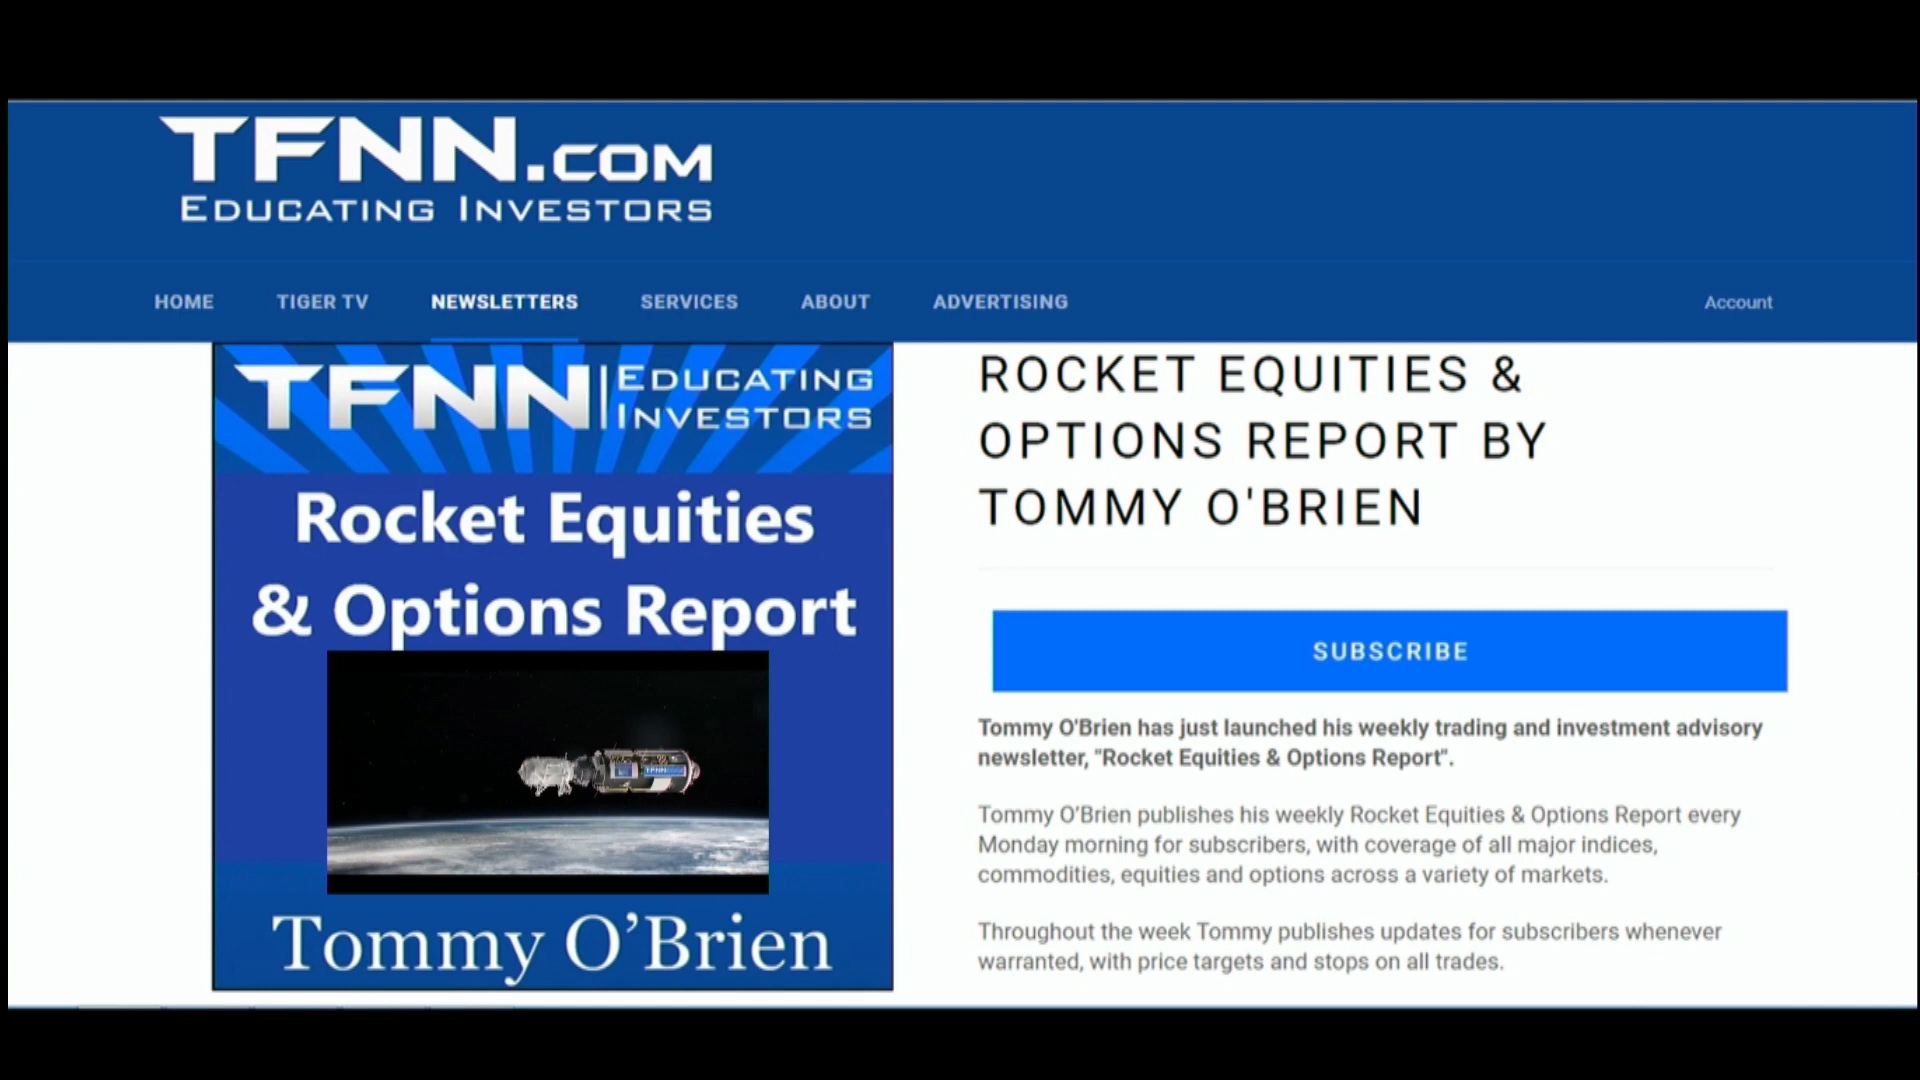 TFNN.COM
EDUCATING INVESTORS
HOME TIGER TV NEWSLETTERS SERVICES ABOUT ADVERTISING Account
TFNN EDUCATING
INVESTORS
Rocket Equities
& Options Report
TFNN
Tommy O’Brien
ROCKET EQUITIES &
OPTIONS REPORT BY
TOMMY O'BRIEN
SUBSCRIBE
Tommy O'Brien has just launched his weekly trading and investment advisory
newsletter, "Rocket Equities & Options Report".
Tommy O'Brien publishes his weekly Rocket Equities & Options Report every
Monday morning for subscribers, with coverage of all major indices,
commodities, equities and options across a variety of markets.
Throughout the week Tommy publishes updates for subscribers whenever
warranted, with price targets and stops on all trades.